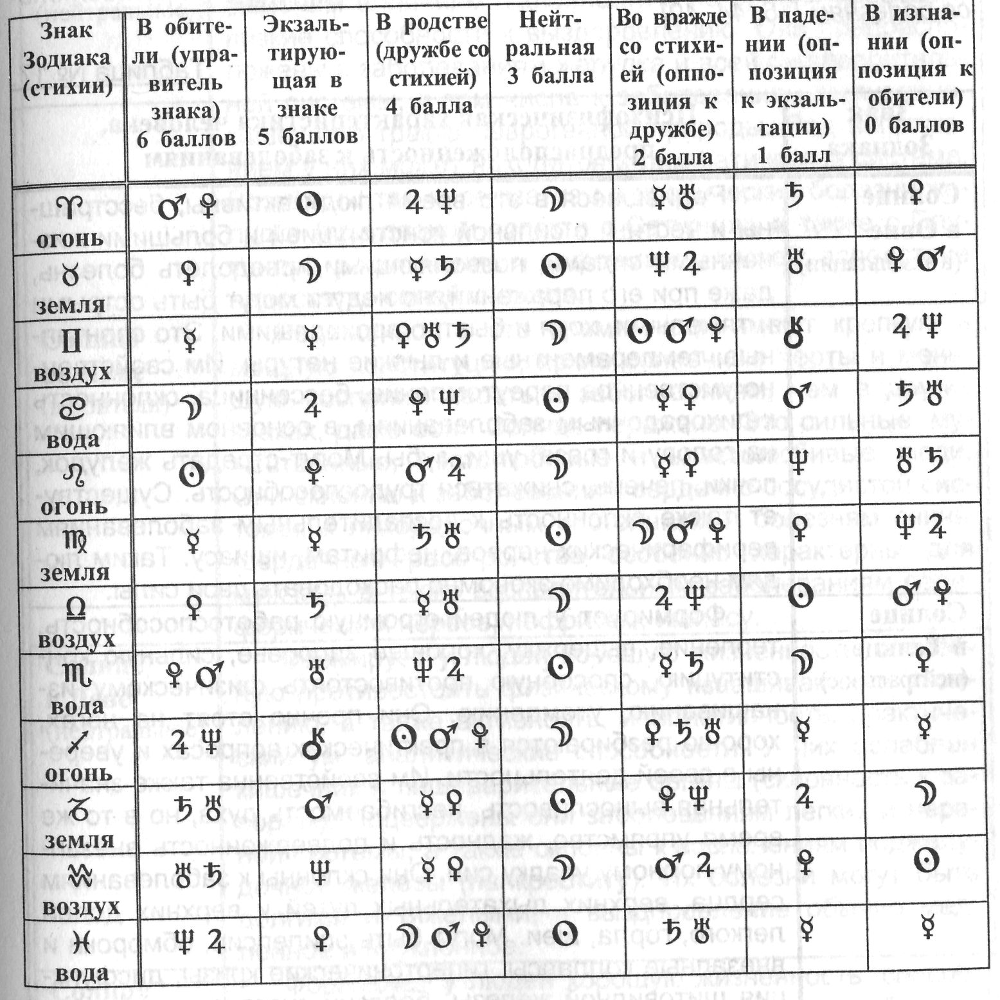 Знак
Зодиака
(стихии)
В обите-
ли (упра-
витель
знака)
6 баллов
Экзаль-
тирую-
щая в
знаке
5 баллов
В родстве
(дружбе со
стихией)
4 балла
Нейт-
ральная
3 балла
Во вражде
со стихи-
ей (оппо-
зиция к
дружбе)
2 балла
В паде-
нии (оп-
позиция
к экзаль-
тации)
1 балл
В изгна-
нии (оп-
позиция к
обители)
0 баллов
♈ ♂ ♇ ☉ ♃ ♆ ☽ ☿ ♅ ♄ ♀
огонь
♉ ♀ ☽ ☿ ♄ ☉ ♆ ♃ ♅ ♇ ♂
земля
♊ ☿ ☿ ♀ ♅ ♄ ☽ ☉ ♂ ♇ ⚷ ♃ ♆
воздух
♋ ☽ ♃ ♇ ♆ ☉ ☿ ♀ ♂ ♄ ♅
вода
♌ ☉ ♇ ♂ ♃ ☽ ☿ ♀ ♆ ♅ ♄
огонь
♍ ☿ ☿ ♄ ♅ ☉ ☽ ♂ ♇ ♀ ♆ ♃
земля
♎ ♀ ♄ ☿ ♅ ☽ ♃ ♆ ☉ ♂ ♇
воздух
♏ ♇ ♂ ♅ ♆ ♃ ☉ ☿ ♄ ☽ ♀
вода
♐ ♃ ♆ ⚷ ☉ ♂ ♇ ☽ ♀ ♄ ♅ ☿ ☿
огонь
♑ ♄ ♅ ♂ ☿ ♀ ☉ ♇ ♆ ♃ ☽
земля
♒ ♅ ♄ ♆ ☿ ♀ ☽ ♂ ♃ ♇ ☉
воздух
♓ ♆ ♃ ♀ ☽ ♂ ♇ ☉ ♄ ♅ ☿ ☿
вода